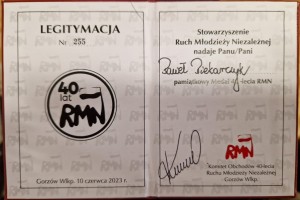 LEGITYMACJA
Nr 255
40
lat
RMN
Gorzów Wlkp. 10 czerwca 2023 r.
Stowarzyszenie
Ruch Młodzieży Niezależnej
nadaje Panu/Pani
Paweł Piekarczyk
pamiątkowy Medal 40-lecia RMN
RMN
Komitet Obchodów 40-lecia
Ruchu Młodzieży Niezależnej
Gorzów Wlkp.